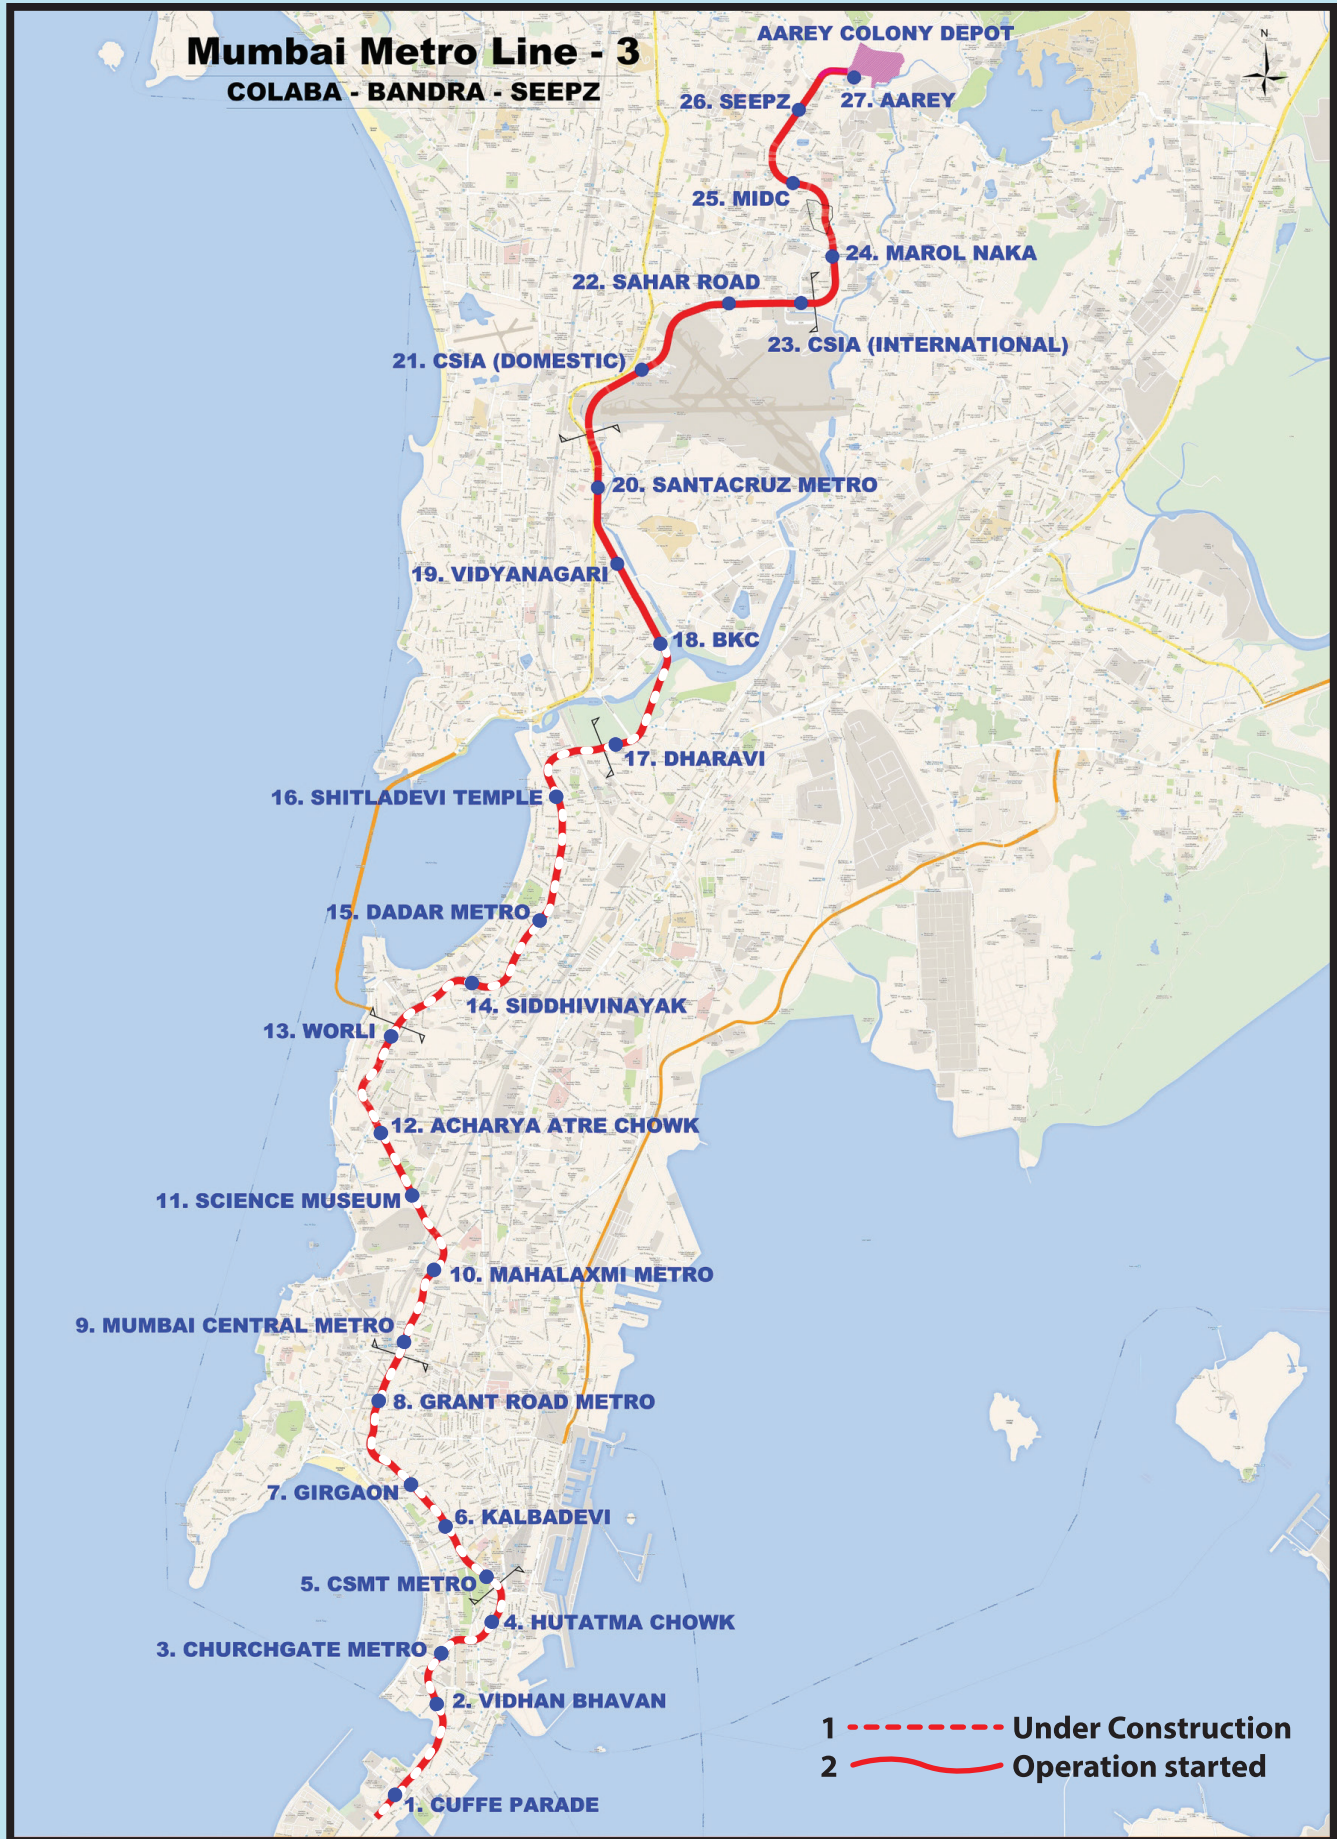 Mumbai Metro Line - 3
COLABA - BANDRA - SEEPZ
AAREY COLONY DEPOT
N
26. SEEPZ
27. AAREY
25. MIDC
24. MAROL NAKA
22. SAHAR ROAD
23. CSIA (INTERNATIONAL)
21. CSIA (DOMESTIC)
20. SANTACRUZ METRO
19. VIDYANAGARI
18. BKC
17. DHARAVI
16. SHITLADEVI TEMPLE
15. DADAR METRO
14. SIDDHIVINAYAK
13. WORLI
12. ACHARYA ATRE CHOWK
11. SCIENCE MUSEUM
10. MAHALAXMI METRO
9. MUMBAI CENTRAL METRO
8. GRANT ROAD METRO
7. GIRGAON
6. KALBADEVI
5. CSMT METRO
4. HUTATMA CHOWK
3. CHURCHGATE METRO
2. VIDHAN BHAVAN
1. CUFFE PARADE
1 Under Construction
2 Operation started